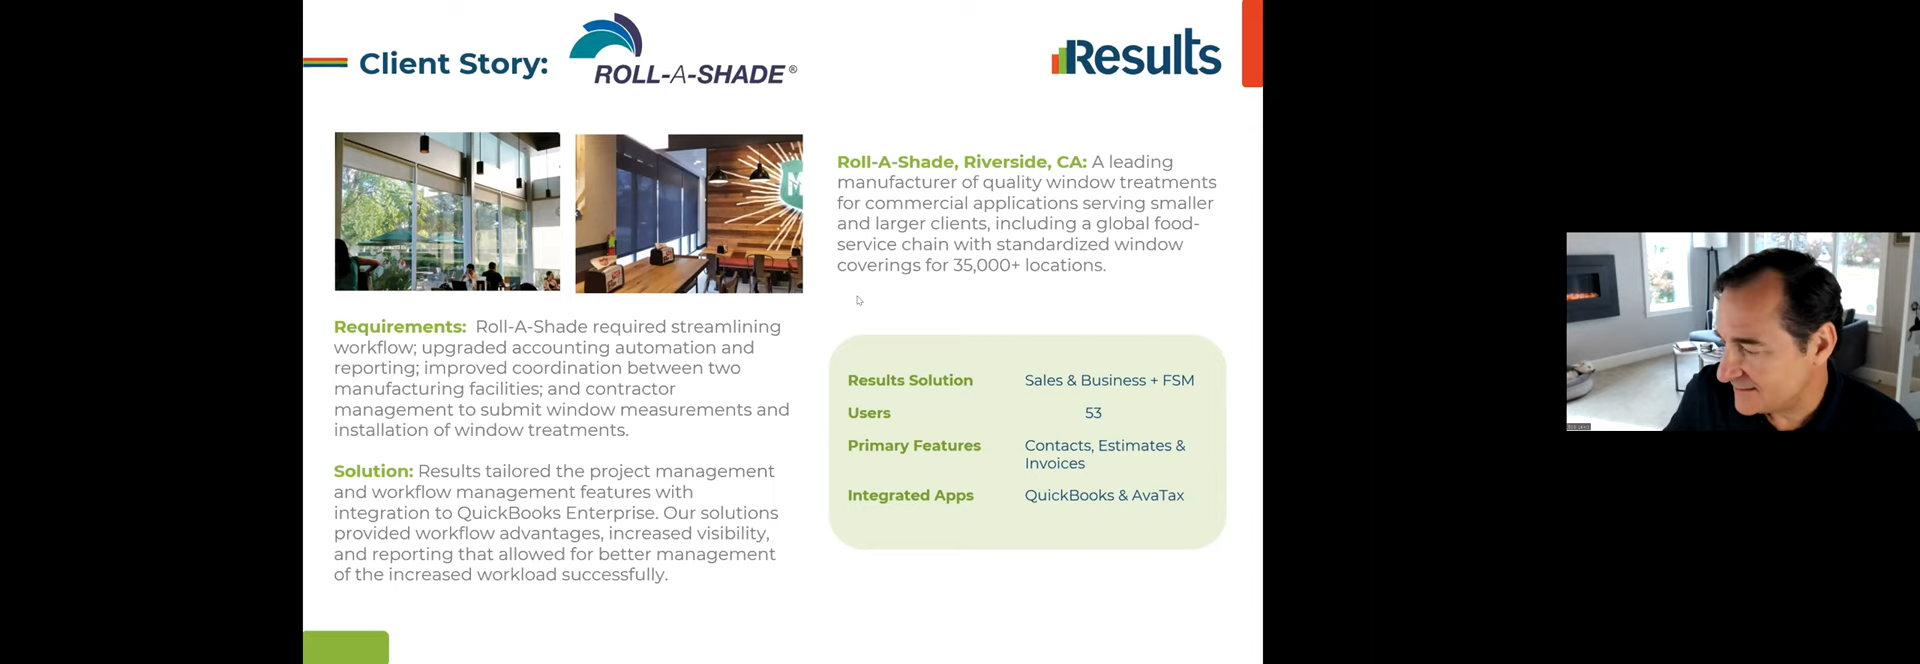 Client Story:
ROLL-A-SHADE®
Results
Roll-A-Shade, Riverside, CA: A leading
manufacturer of quality window treatments
for commercial applications serving smaller
and larger clients, including a global food-
service chain with standardized window
coverings for 35,000+ locations.
Requirements: Roll-A-Shade required streamlining
workflow; upgraded accounting automation and
reporting; improved coordination between two
manufacturing facilities; and contractor
management to submit window measurements and
installation of window treatments.
Solution: Results tailored the project management
and workflow management features with
integration to QuickBooks Enterprise. Our solutions
provided workflow advantages, increased visibility,
and reporting that allowed for better management
of the increased workload successfully.
Results Solution Sales & Business + FSM
Users 53
Primary Features Contacts, Estimates &
Invoices
Integrated Apps QuickBooks & AvaTax